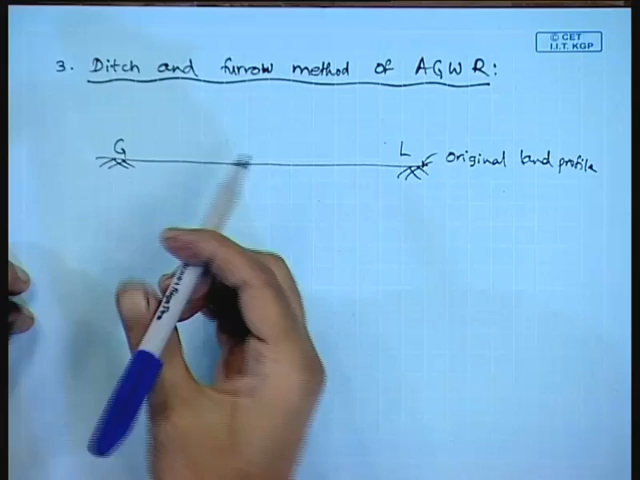 © CET
I.I.T. KGP
3. Ditch and furrow method of AGWR:
G L original land profile